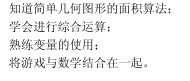 知道简单几何图形的面积算法；
学会进行综合运算；
熟练变量的使用；
将游戏与数学结合在一起。